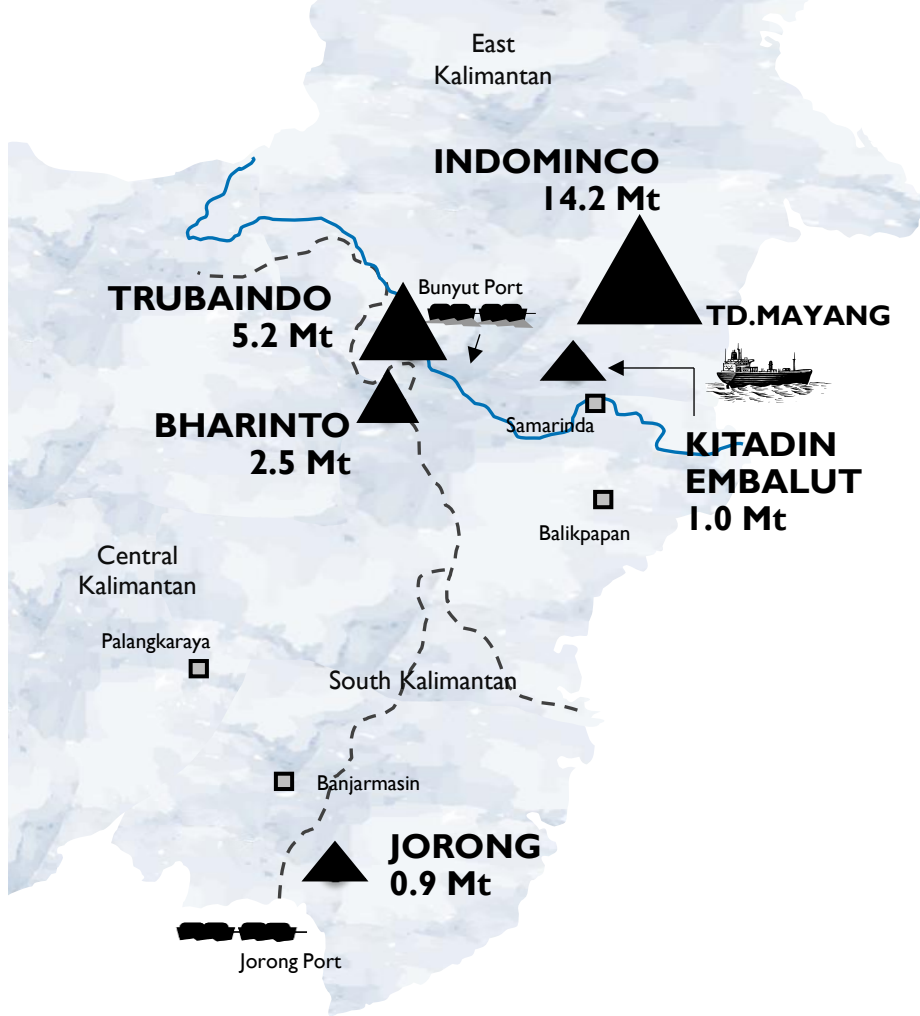 East
Kalimantan
INDOMINCO
14.2 Mt
TRUBAINDO
5.2 Mt
Bunyut Port
TD.MAYANG
BHARINTO
2.5 Mt
Samarinda
KITADIN
EMBALUT
1.0 Mt
Balikpapan
Central
Kalimantan
Palangkaraya
South Kalimantan
Banjarmasin
JORONG
0.9 Mt
Jorong Port